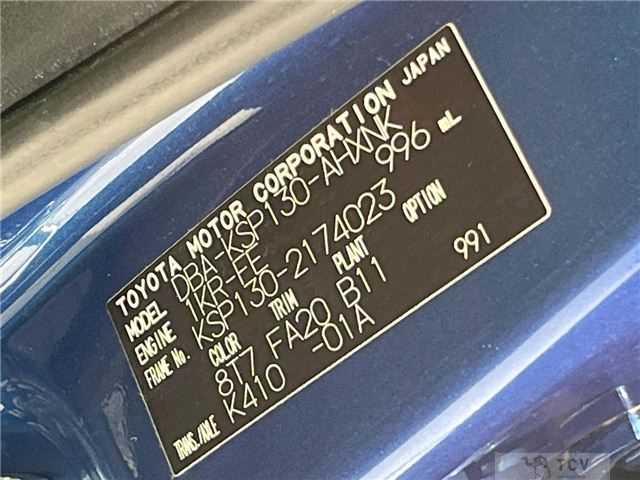 TOYOTA MOTOR CORPORATION JAPAN
MODEL DBA-KSP130-AHXNK
ENGINE 1KR-FE 996 mL
FRAME No. KSP130-2174023
COLOR TRIM PLANT OPTION
8T7 FA20 B11 991
TRANS./AXLE K410 -01A
TCV